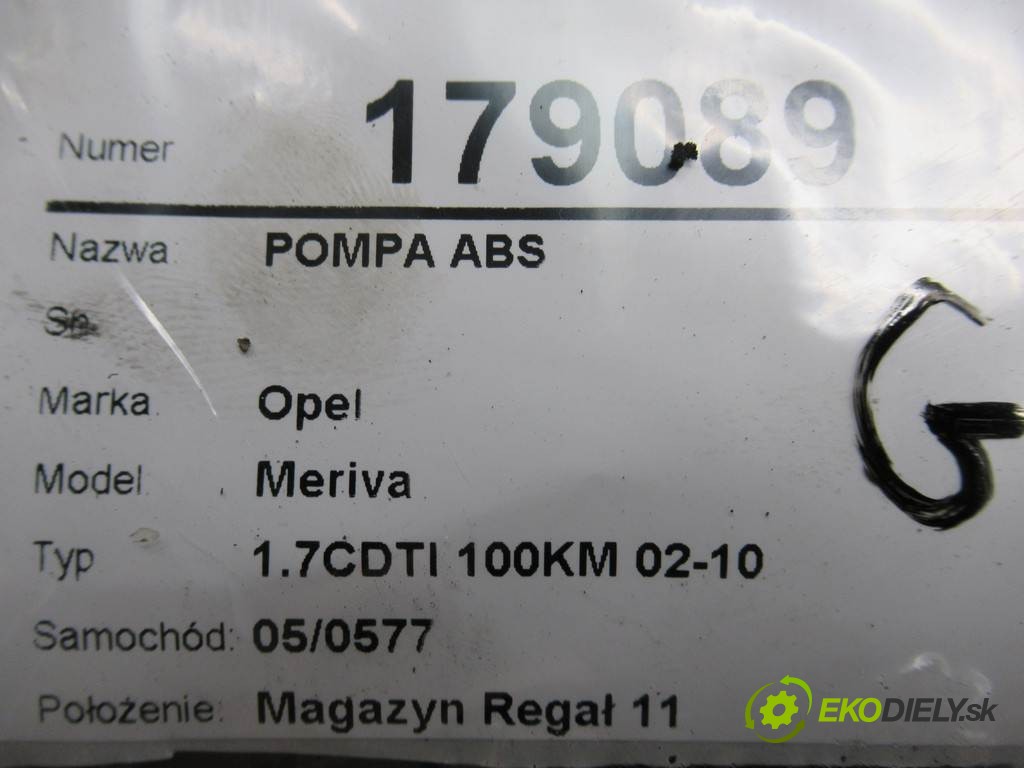 Numer 179089
Nazwa: POMPA ABS
Marka: Opel
Model: Meriva
Typ 1.7CDTI 100KM 02-10
Samochód: 05/0577
Położenie: Magazyn Regał 11
G
EKODIELY.sk